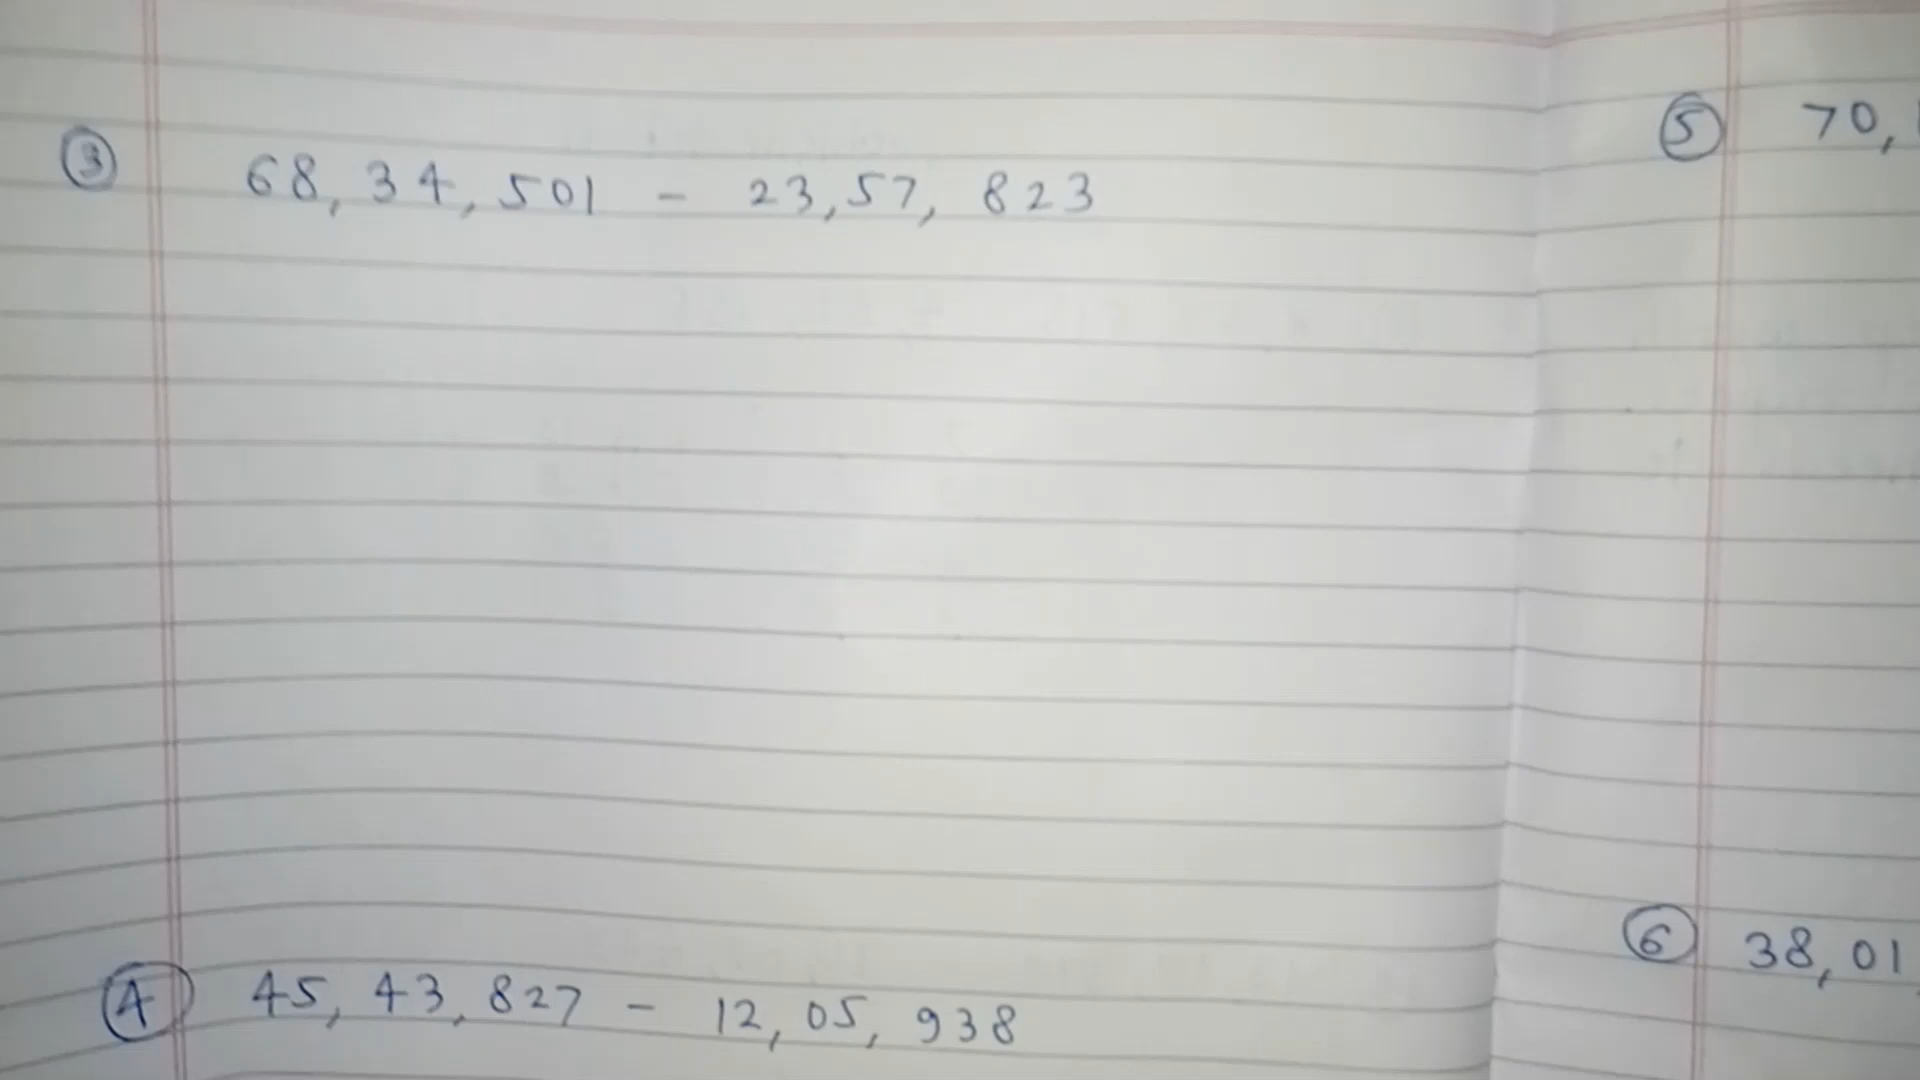 ③ 68,34,501 - 23,57,823
④ 45,43,827 - 12,05,938
⑤ 70,
⑥ 38,01